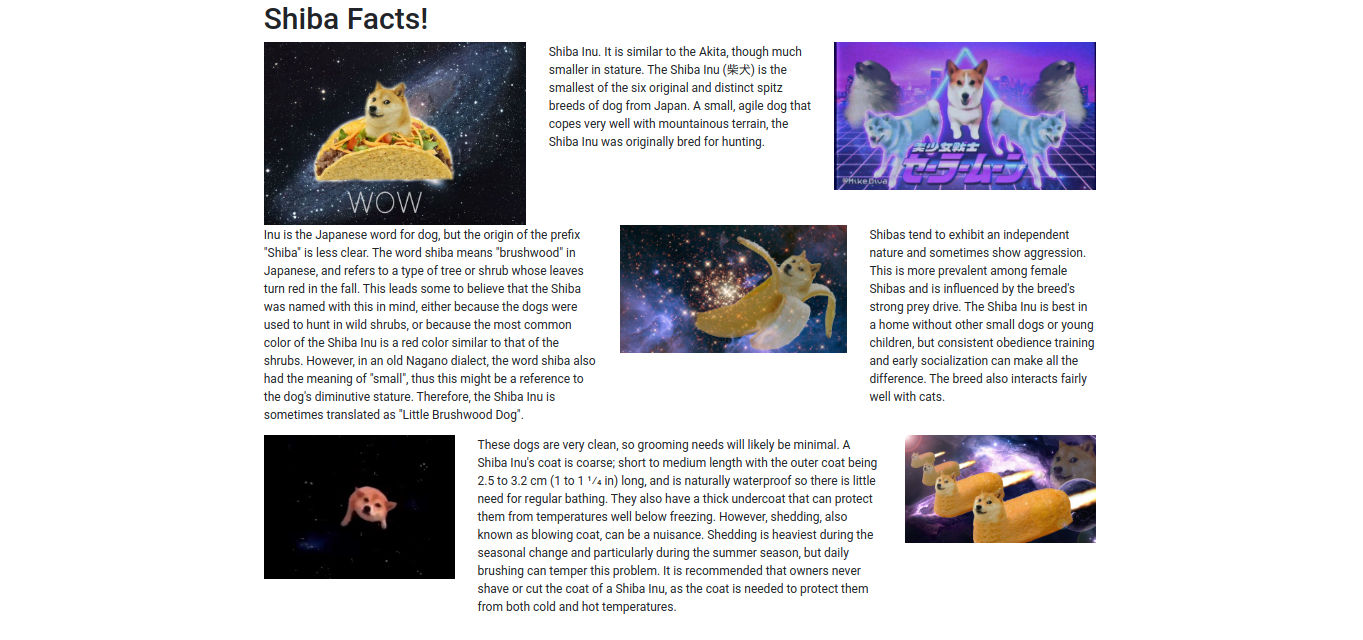 Shiba Facts!
WOW
Shiba Inu. It is similar to the Akita, though much
smaller in stature. The Shiba Inu (柴犬) is the
smallest of the six original and distinct spitz
breeds of dog from Japan. A small, agile dog that
copes very well with mountainous terrain, the
Shiba Inu was originally bred for hunting.
美少女戦士
セーラームーン
©Mike Diva
Inu is the Japanese word for dog, but the origin of the prefix
"Shiba" is less clear. The word shiba means "brushwood" in
Japanese, and refers to a type of tree or shrub whose leaves
turn red in the fall. This leads some to believe that the Shiba
was named with this in mind, either because the dogs were
used to hunt in wild shrubs, or because the most common
color of the Shiba Inu is a red color similar to that of the
shrubs. However, in an old Nagano dialect, the word shiba also
had the meaning of "small", thus this might be a reference to
the dog's diminutive stature. Therefore, the Shiba Inu is
sometimes translated as "Little Brushwood Dog".
Shibas tend to exhibit an independent
nature and sometimes show aggression.
This is more prevalent among female
Shibas and is influenced by the breed's
strong prey drive. The Shiba Inu is best in
a home without other small dogs or young
children, but consistent obedience training
and early socialization can make all the
difference. The breed also interacts fairly
well with cats.
These dogs are very clean, so grooming needs will likely be minimal. A
Shiba Inu's coat is coarse; short to medium length with the outer coat being
2.5 to 3.2 cm (1 to 1 1⁄4 in) long, and is naturally waterproof so there is little
need for regular bathing. They also have a thick undercoat that can protect
them from temperatures well below freezing. However, shedding, also
known as blowing coat, can be a nuisance. Shedding is heaviest during the
seasonal change and particularly during the summer season, but daily
brushing can temper this problem. It is recommended that owners never
shave or cut the coat of a Shiba Inu, as the coat is needed to protect them
from both cold and hot temperatures.